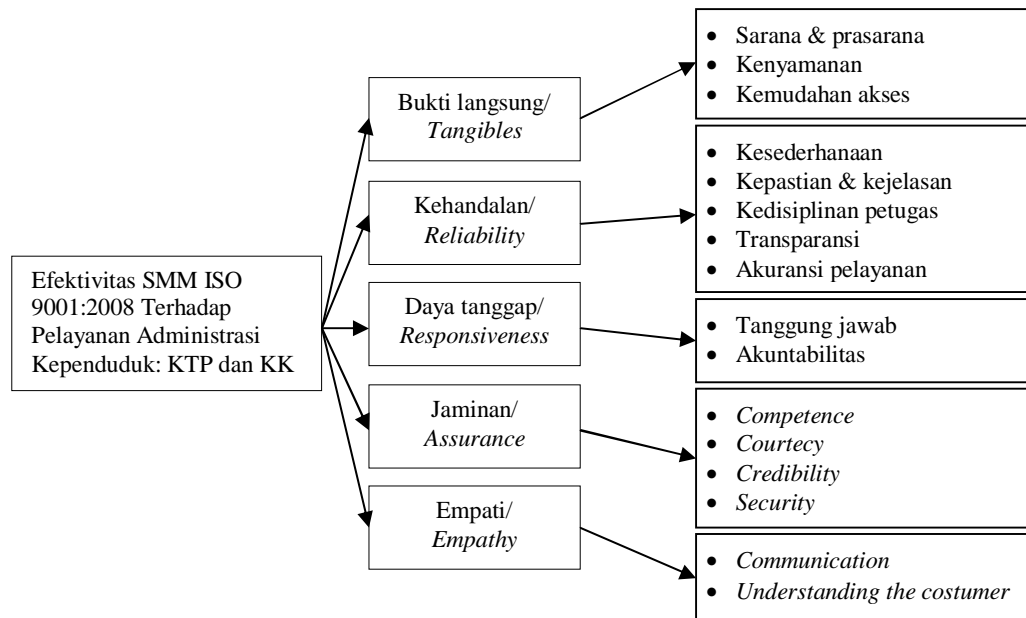 Efektivitas SMM ISO
9001:2008 Terhadap
Pelayanan Administrasi
Kependuduk: KTP dan KK
Bukti langsung/
Tangibles
Kehandalan/
Reliability
Daya tanggap/
Responsiveness
Jaminan/
Assurance
Empati/
Empathy
• Sarana & prasarana
• Kenyamanan
• Kemudahan akses
• Kesederhanaan
• Kepastian & kejelasan
• Kedisiplinan petugas
• Transparansi
• Akuransi pelayanan
• Tanggung jawab
• Akuntabilitas
• Competence
• Courtecy
• Credibility
• Security
• Communication
• Understanding the costumer